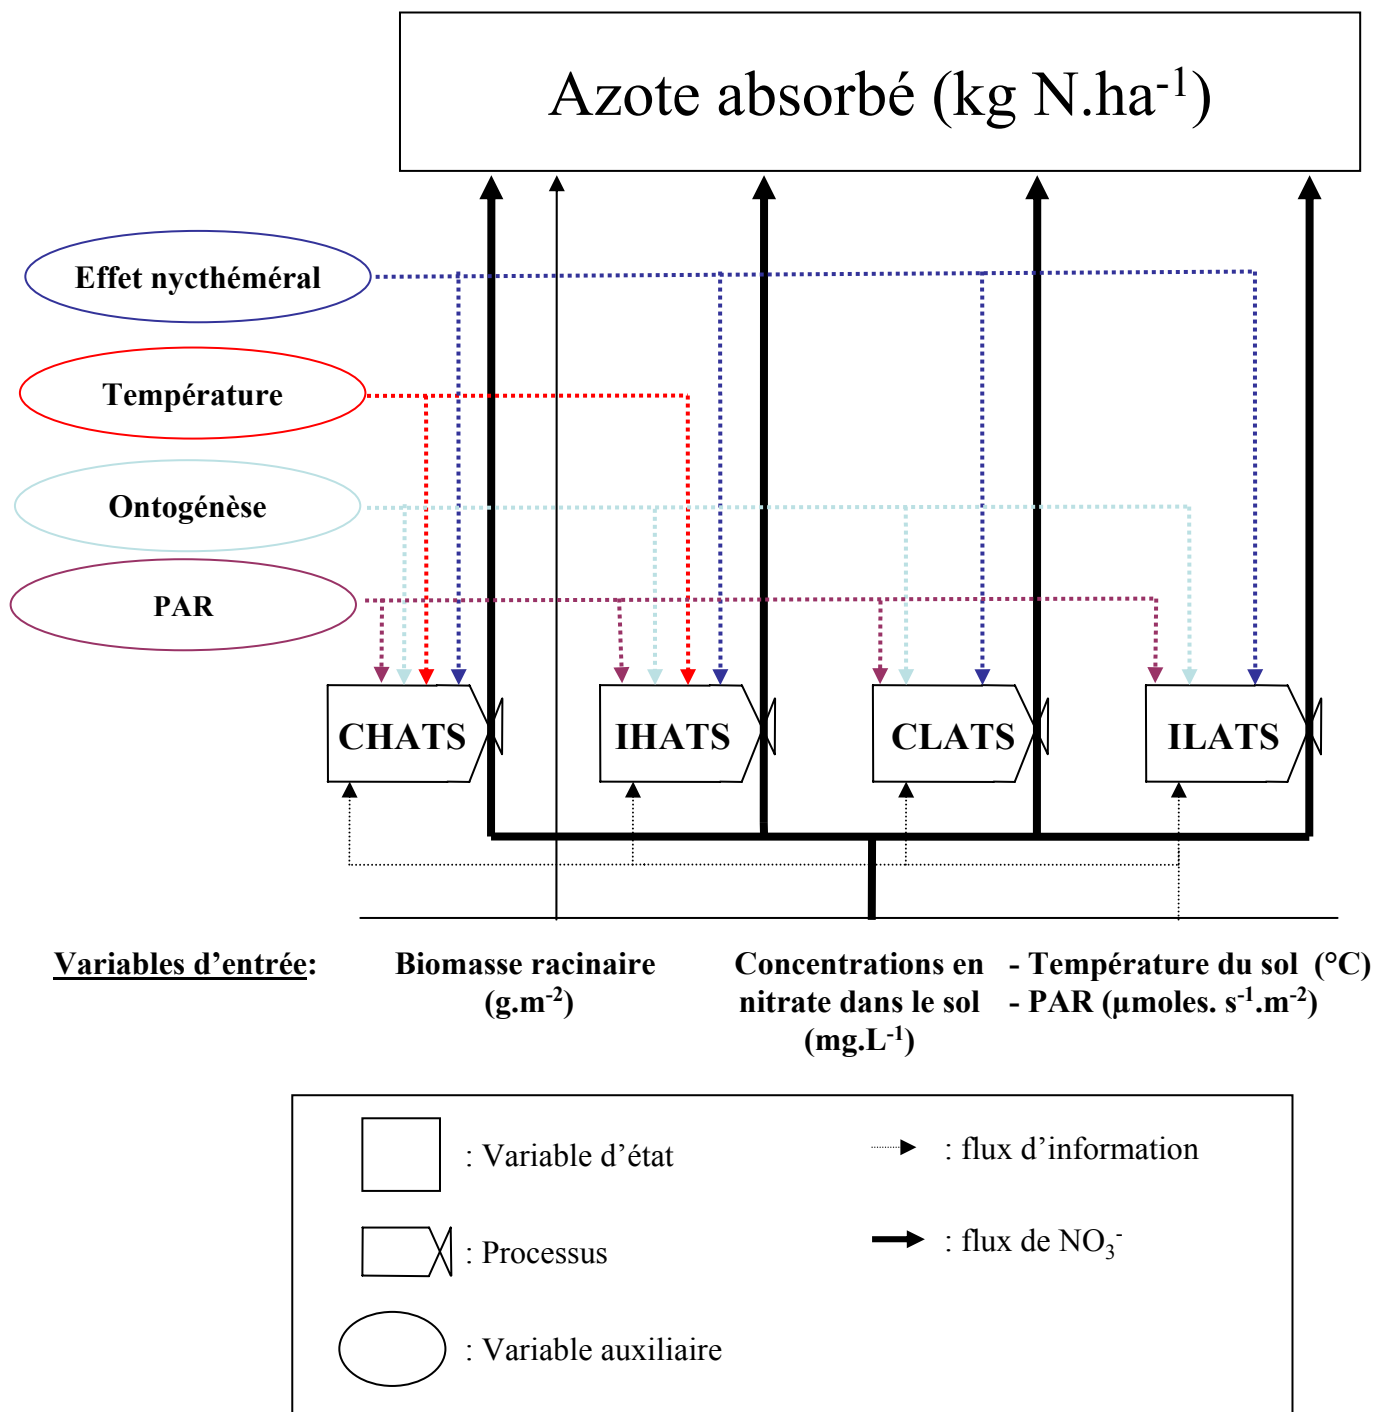 Azote absorbé (kg N.ha-1)
Effet nycthéméral
Température
Ontogénèse
PAR
CHATS
IHATS
CLATS
ILATS
Variables d'entrée:
Biomasse racinaire
(g.m-2)
Concentrations en
nitrate dans le sol
(mg.L-1)
- Température du sol (°C)
- PAR (µmoles. s-1.m-2)
: Variable d'état
: flux d'information
: Processus
: flux de NO3-
: Variable auxiliaire